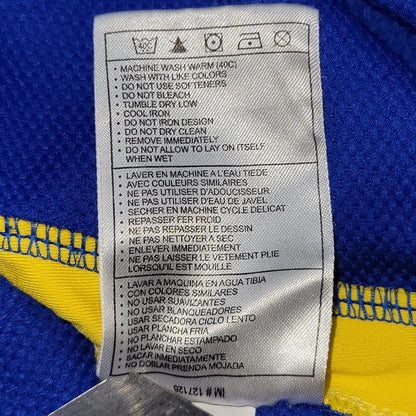 40C
• MACHINE WASH WARM (40C)
• WASH WITH LIKE COLORS
• DO NOT USE SOFTENERS
• DO NOT BLEACH
• TUMBLE DRY LOW
• COOL IRON
• DO NOT IRON DESIGN
• DO NOT DRY CLEAN
• REMOVE IMMEDIATELY
• DO NOT ALLOW TO LAY ON ITSELF
WHEN WET
• LAVER EN MACHINE A L'EAU TIEDE
• AVEC COULEURS SIMILAIRES
• NE PAS UTILISER D'ADOUCISSEUR
• NE PAS UTILISER D'EAU DE JAVEL
• SECHER EN MACHINE CYCLE DELICAT
• REPASSER FER FROID
• NE PAS REPASSER LE DESSIN
• NE PAS NETTOYER A SEC
• ENLEVER IMMEDIATEMENT
• NE PAS LAISSER LE VETEMENT PLIE
LORSQU'IL EST MOUILLE
• LAVAR A MAQUINA EN AGUA TIBIA
• CON COLORES SIMILARES
• NO USAR SUAVIZANTES
• NO USAR BLANQUEADORES
• USAR SECADORA CICLO LENTO
• USAR PLANCHA FRIA
• NO PLANCHAR ESTAMPADO
• NO LAVAR EN SECO
• SACAR INMEDIATAMENTE
• NO DOBLAR PRENDA MOJADA
IM # 127126